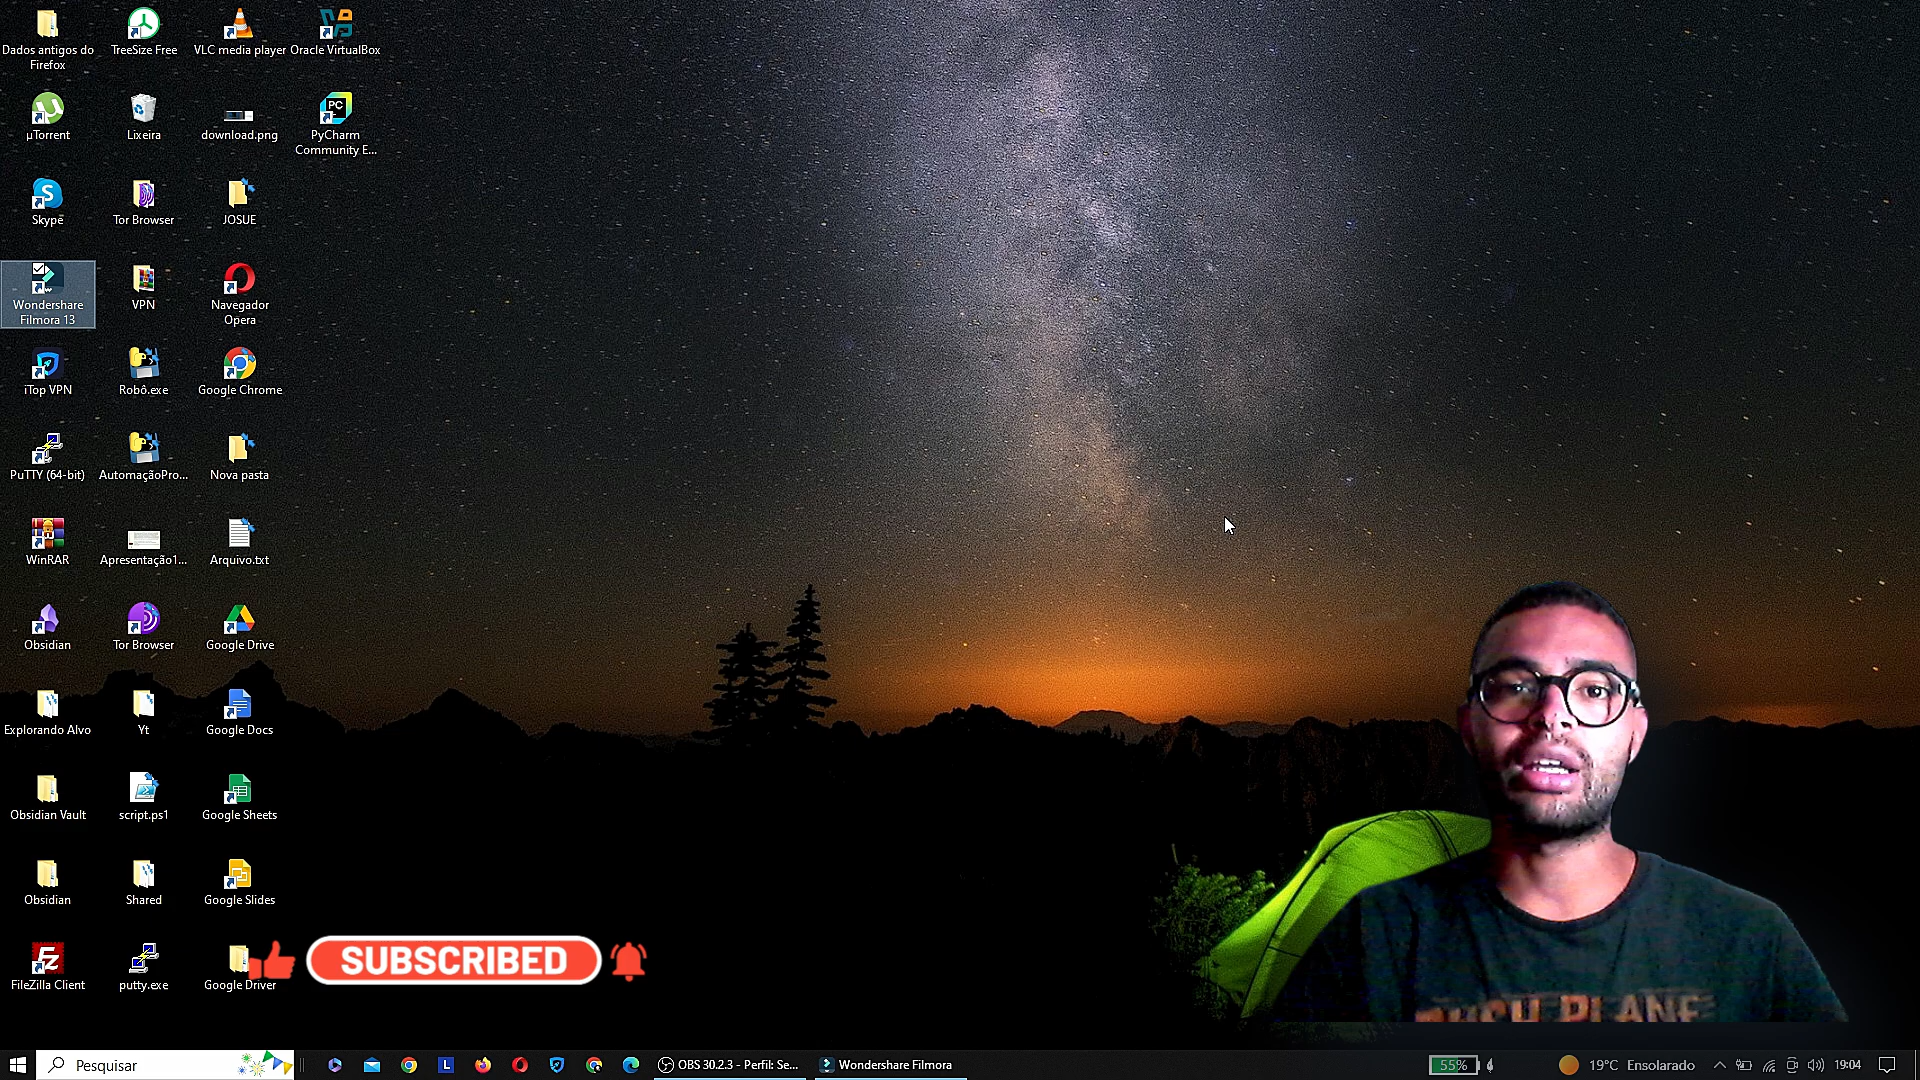 Dados antigos do
Firefox
TreeSize Free
VLC media player
Oracle VirtualBox
µTorrent
Lixeira
download.png
PC
PyCharm
Community E...
S
Skype
Tor Browser
JOSUE
Wondershare
Filmora 13
VPN
Navegador
Opera
iTop VPN
Robô.exe
Google Chrome
PuTTY (64-bit)
AutomaçãoPro...
Nova pasta
WinRAR
Apresentação1...
Arquivo.txt
Obsidian
Tor Browser
Google Drive
Explorando Alvo
Yt
Google Docs
Obsidian Vault
script.ps1
Google Sheets
Obsidian
Shared
Google Slides
Fz
FileZilla Client
putty.exe
Google Driver
SUBSCRIBED
Pesquisar
L
OBS 30.2.3 - Perfil: Se...
Wondershare Filmora
55%
19°C Ensolarado
19:04